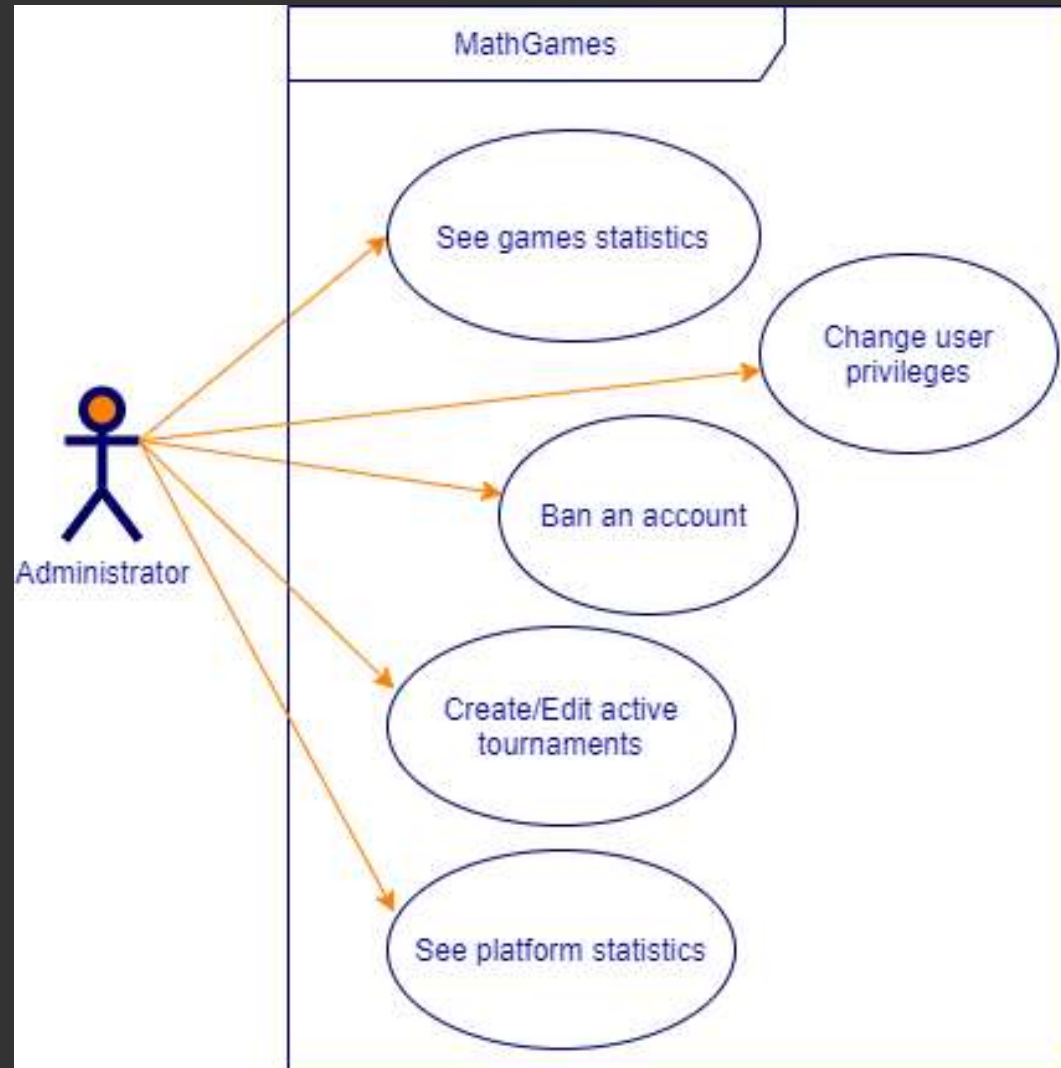 MathGames
See games statistics
Change user
privileges
Ban an account
Administrator
Create/Edit active
tournaments
See platform statistics